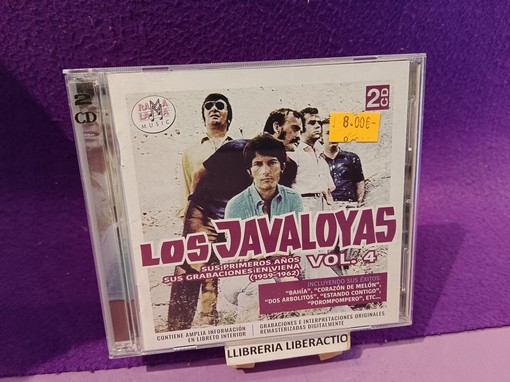 2
CD
RAMA
LAMA
MUSIC
2CD
8.00€-
LOS JAVALOYAS
SUS PRIMEROS AÑOS
SUS GRABACIONES EN VIENA
(1959-1962)
VOL. 4
INCLUYENDO SUS ÉXITOS:
"BAHÍA", "CORAZÓN DE MELÓN",
"DOS ARBOLITOS", "ESTANDO CONTIGO",
"POROMPOMPERO", ETC...
CONTIENE AMPLIA INFORMACIÓN
EN LIBRETO INTERIOR
GRABACIONES E INTERPRETACIONES ORIGINALES
REMASTERIZADAS DIGITALMENTE
LLIBRERIA LIBERACTIO